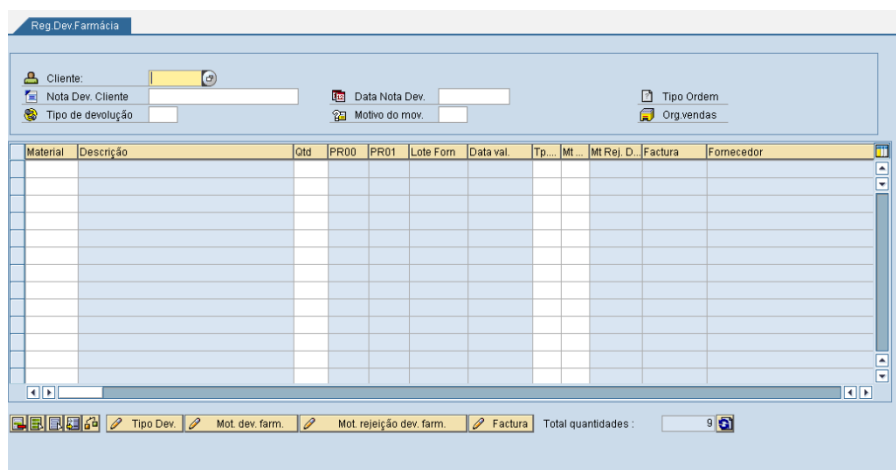 Reg.Dev.Farmácia
Cliente:
Nota Dev. Cliente Data Nota Dev. Tipo Ordem
Tipo de devolução Motivo do mov. Org.vendas
Material Descrição Qtd PR00 PR01 Lote Forn Data val. Tp.... Mt ... Mt Rej. D... Factura Fornecedor
Tipo Dev. Mot. dev. farm. Mot. rejeição dev. farm. Factura Total quantidades : 9